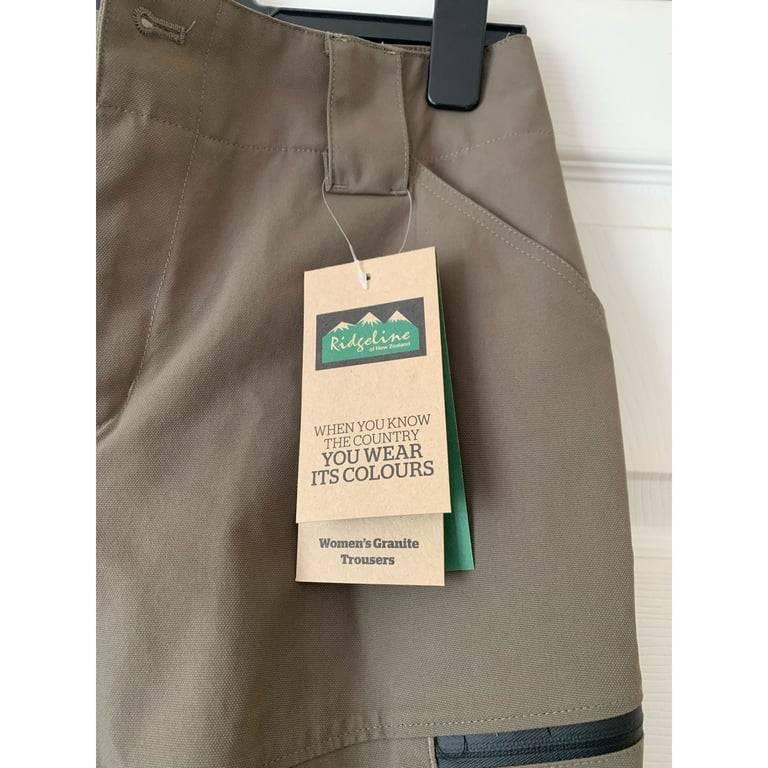 Ridgeline
of New Zealand
WHEN YOU KNOW
THE COUNTRY
YOU WEAR
ITS COLOURS
Women's Granite
Trousers